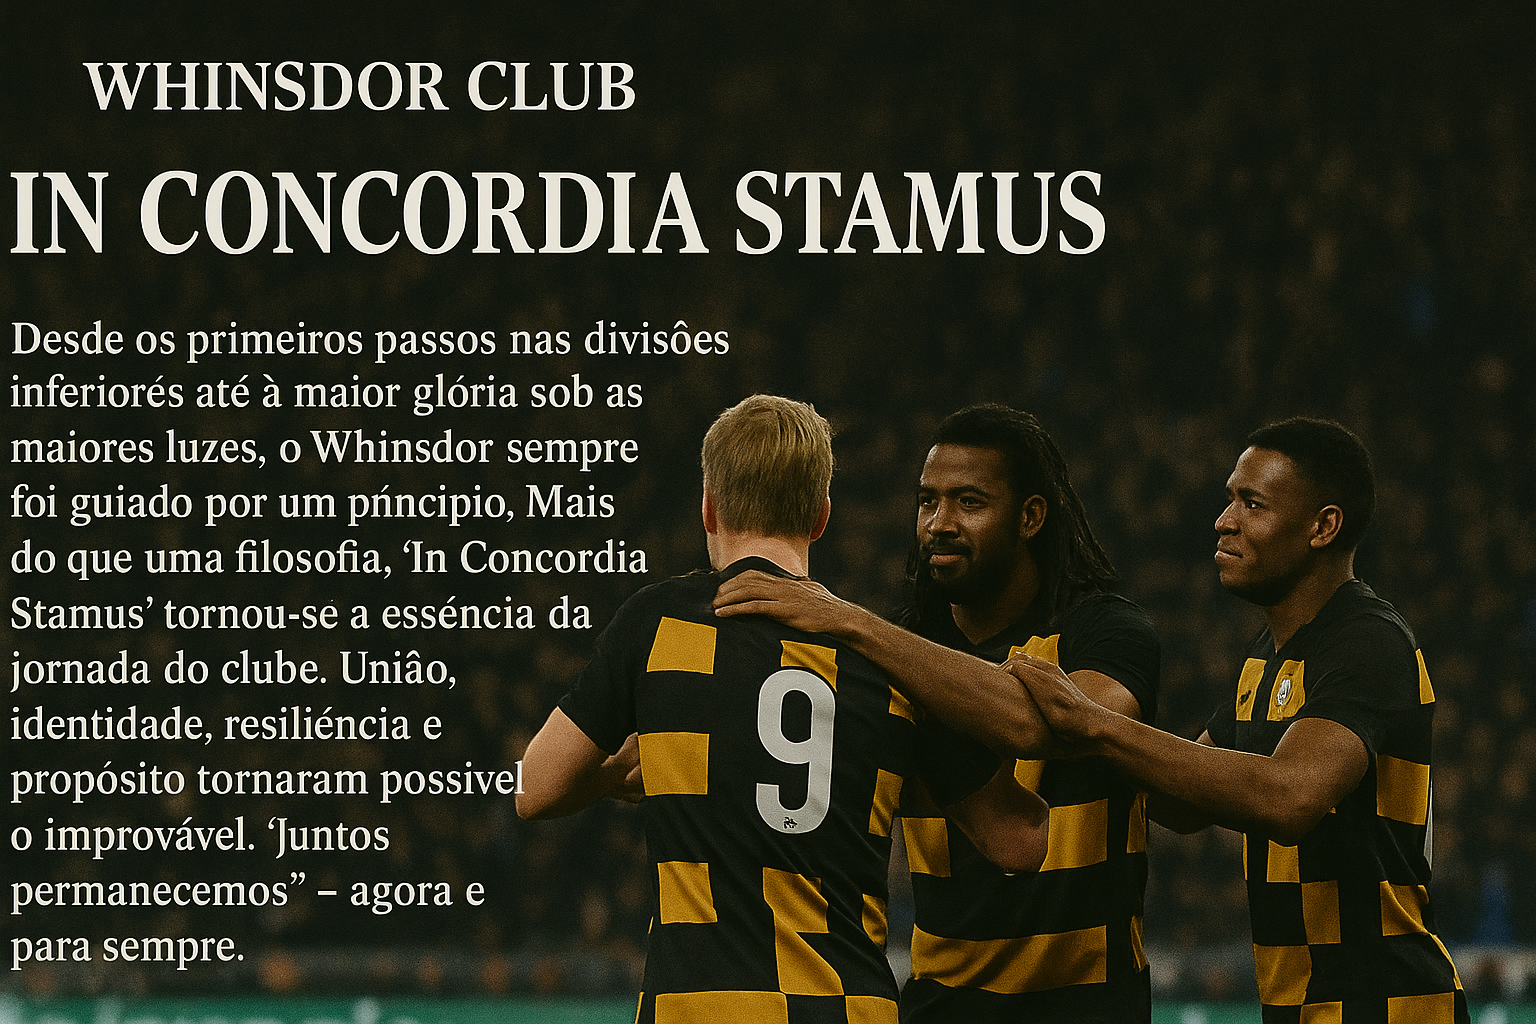 WHINSDOR CLUB
IN CONCORDIA STAMUS
Desde os primeiros passos nas divisôes
inferiorés até à maior glória sob as
maiores luzes, o Whinsdor sempre
foi guiado por um pŕncipio, Mais
do que uma filosofia, ‘In Concordia
Stamus’ tornou-se a esséncia da
jornada do clube. Uniâo,
identidade, resiliéncia e
propósito tornaram possivel
o improvável. ‘Juntos
permanecemos” – agora e
para sempre.
9